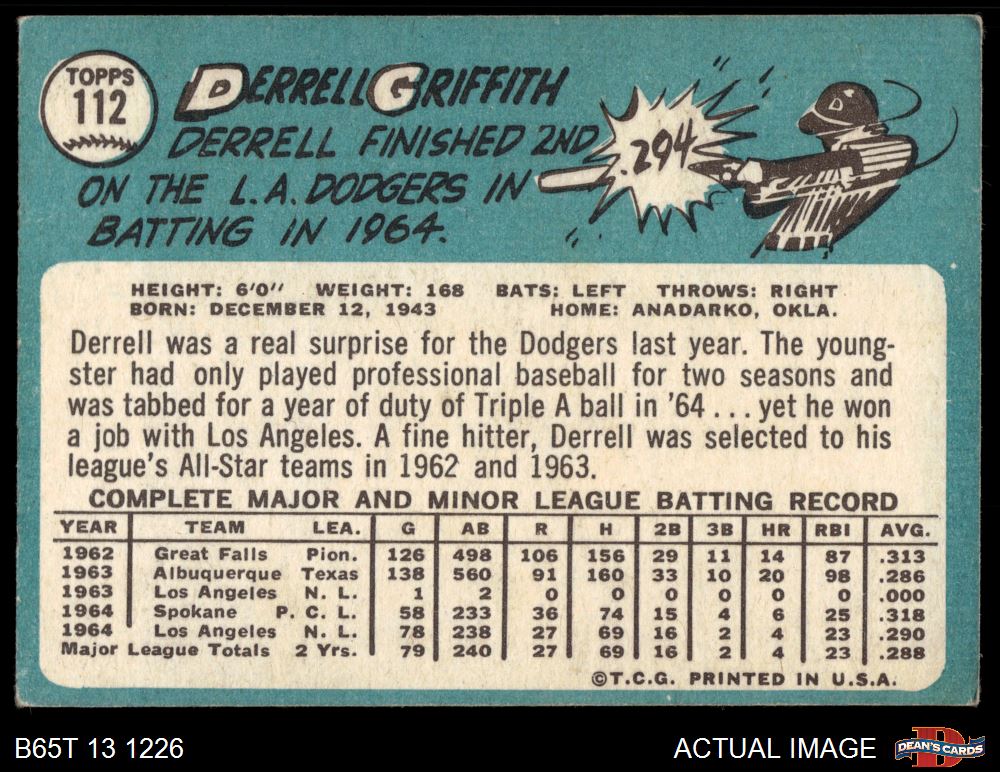 TOPPS
112
DERRELL GRIFFITH
DERRELL FINISHED 2ND
ON THE L.A. DODGERS IN
BATTING IN 1964.
.294
D
HEIGHT: 6'0" WEIGHT: 168 BATS: LEFT THROWS: RIGHT
BORN: DECEMBER 12, 1943 HOME: ANADARKO, OKLA.
Derrell was a real surprise for the Dodgers last year. The young-
ster had only played professional baseball for two seasons and
was tabbed for a year of duty of Triple A ball in '64 ... yet he won
a job with Los Angeles. A fine hitter, Derrell was selected to his
league's All-Star teams in 1962 and 1963.
COMPLETE MAJOR AND MINOR LEAGUE BATTING RECORD
YEAR TEAM LEA. G AB R H 2B 3B HR RBI AVG.
1962 Great Falls Pion. 126 498 106 156 29 11 14 87 .313
1963 Albuquerque Texas 138 560 91 160 33 10 20 98 .286
1963 Los Angeles N. L. 1 2 0 0 0 0 0 0 .000
1964 Spokane P. C. L. 58 233 36 74 15 4 6 25 .318
1964 Los Angeles N. L. 78 238 27 69 16 2 4 23 .290
Major League Totals 2 Yrs. 79 240 27 69 16 2 4 23 .288
©T.C.G. PRINTED IN U.S.A.
B65T 13 1226 ACTUAL IMAGE
D
DEAN'S CARDS